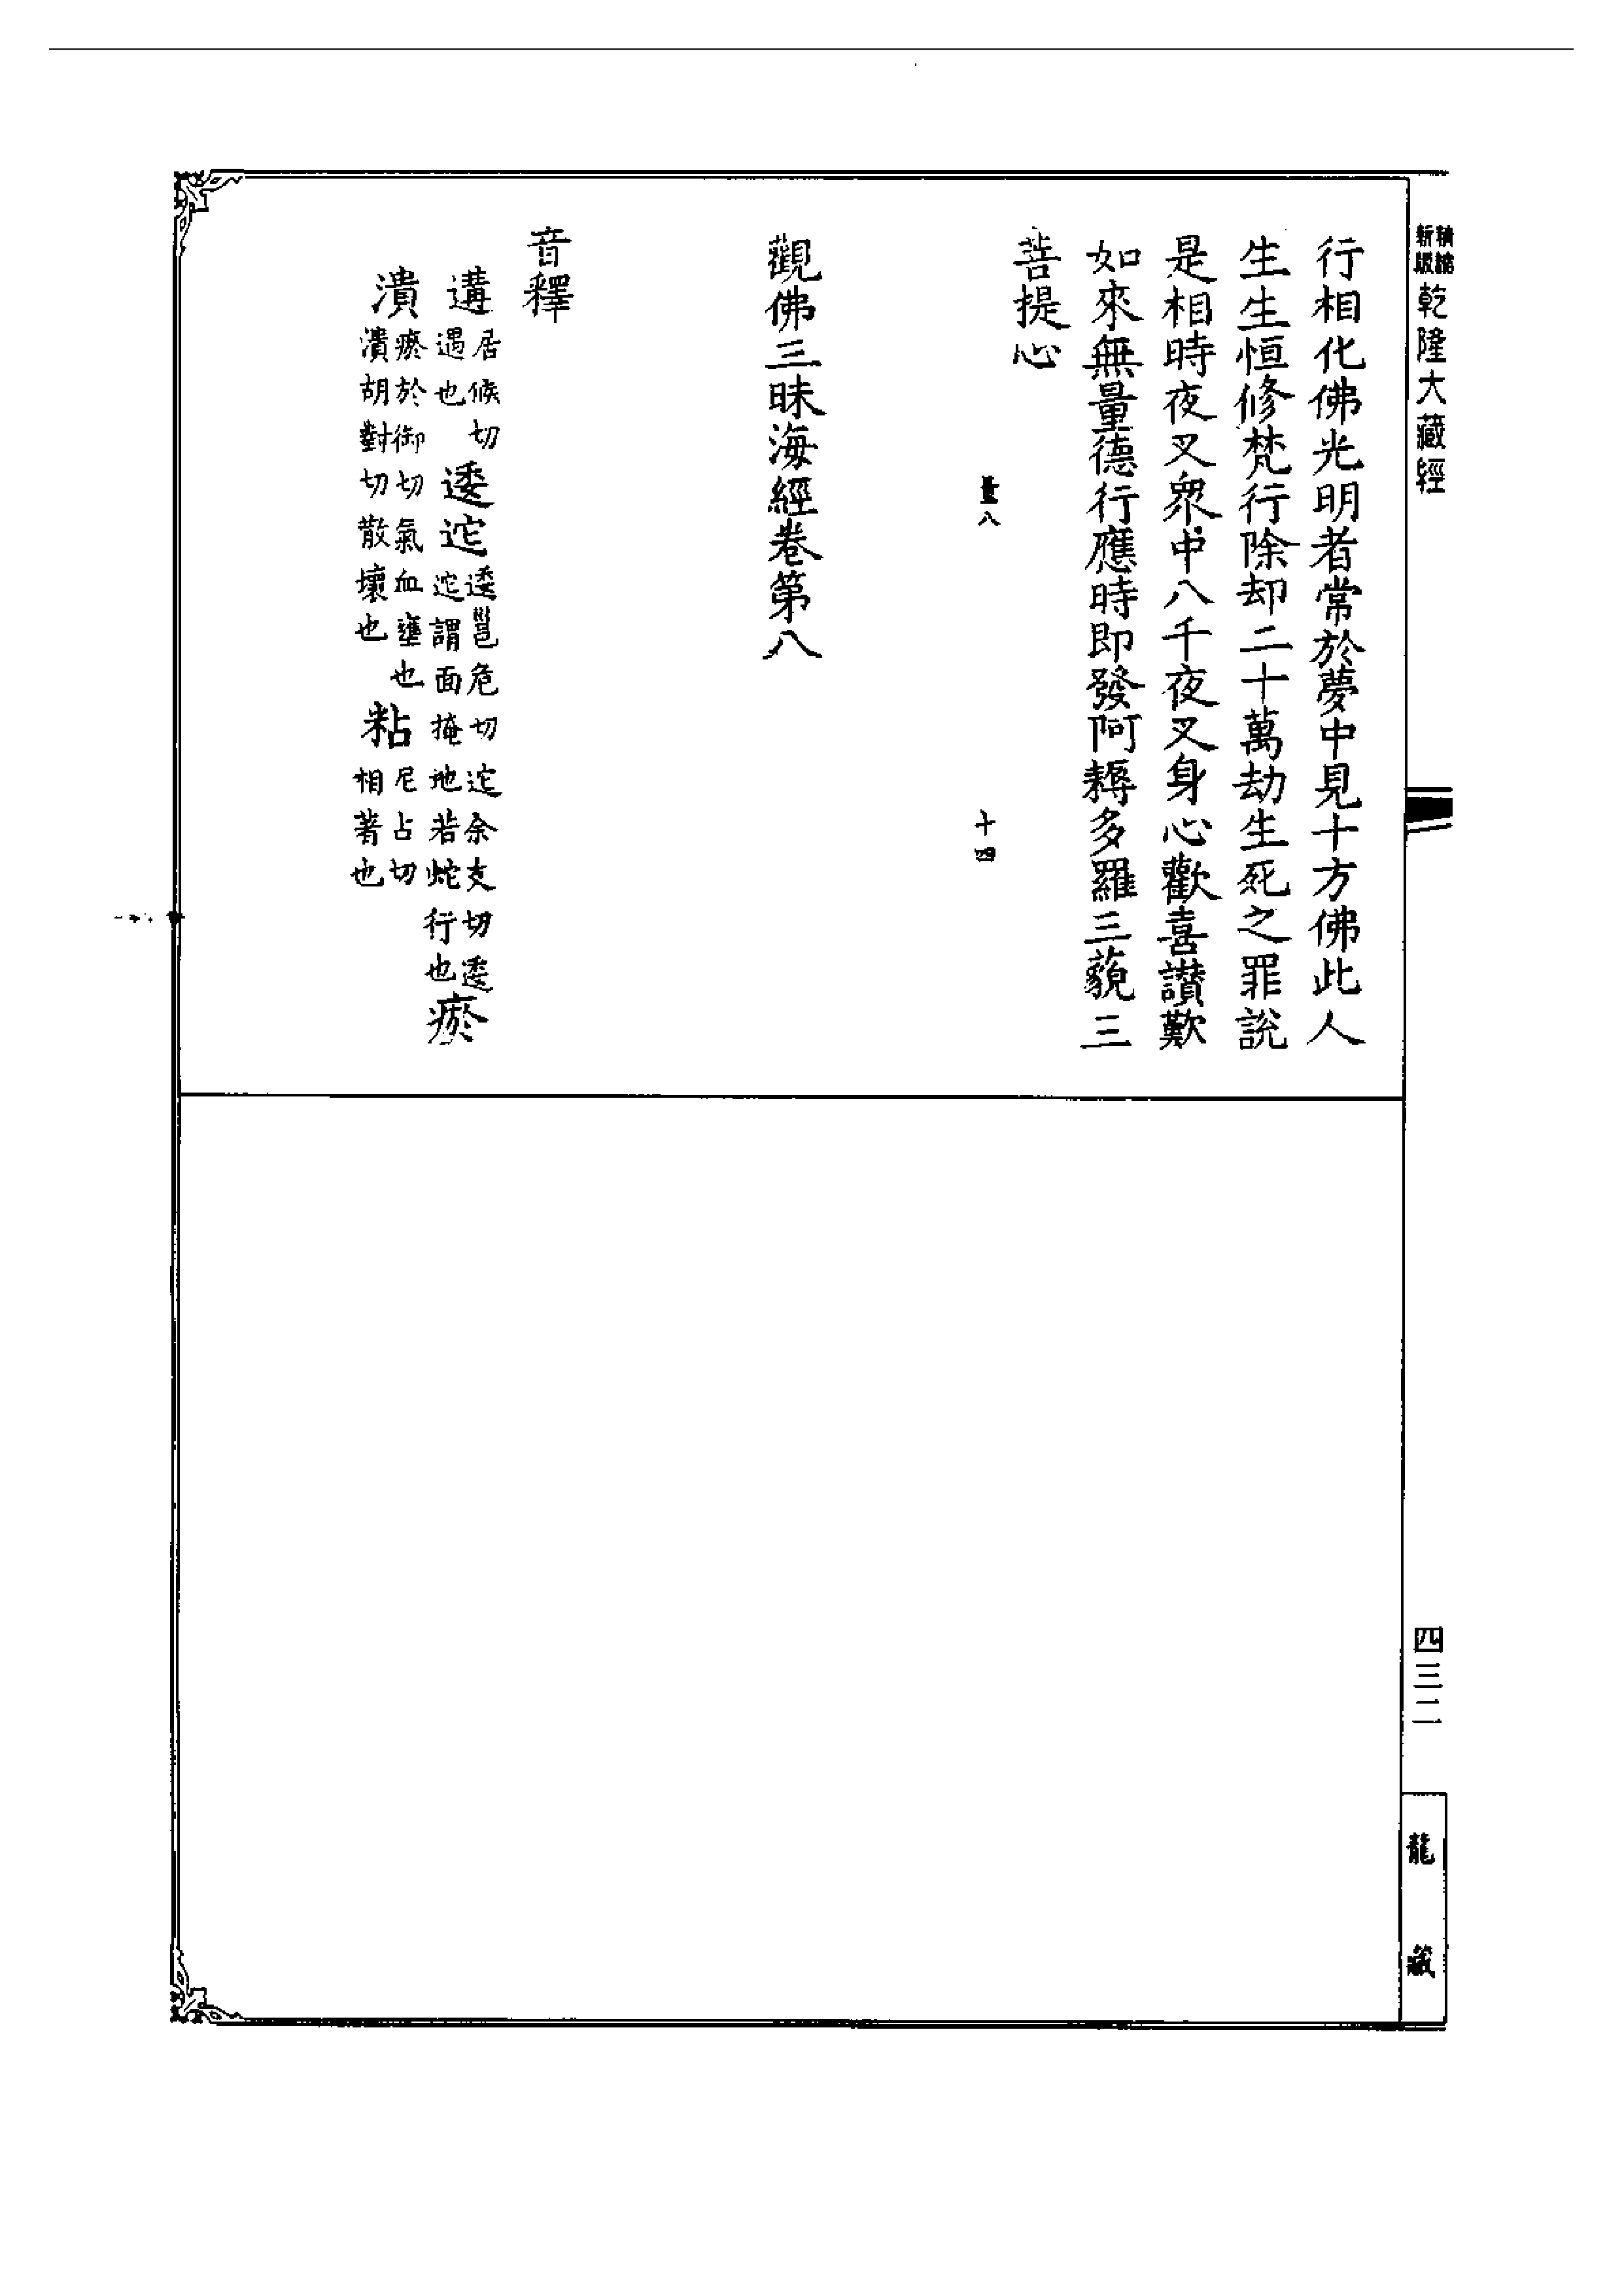 精縮新版乾隆大藏經
行相化佛光明者常於夢中見十方佛此人
生生恒修梵行除却二十萬劫生死之罪說
是相時夜叉衆中八千夜叉身心歡喜讃歎
如來無量德行應時即發阿耨多羅三藐三
菩提心
量八 十四
觀佛三昧海經卷第八
音釋
遘居候切遇也 逶迱逶邕危切迱余支切逶迱謂面掩地若蛇行也 瘀
潰瘀於御切氣血壅也潰胡對切散壞也 粘尼占切相著也
四三二
龍藏